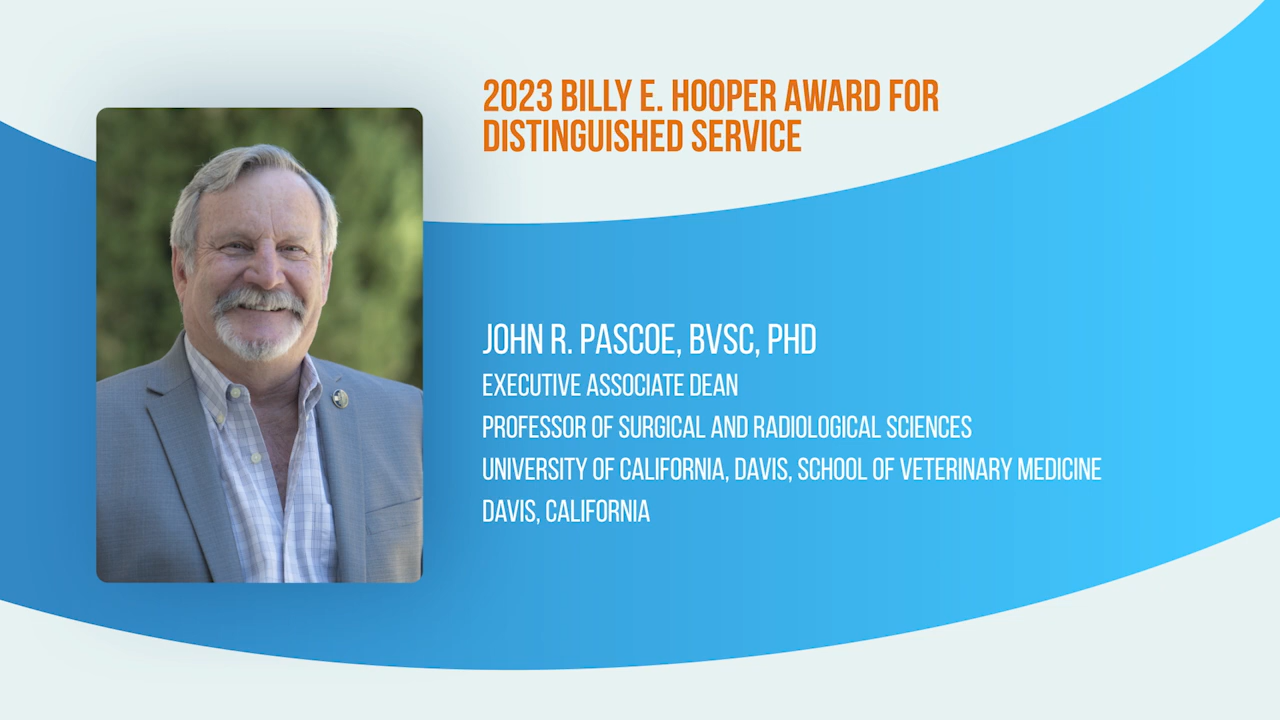 2023 BILLY E. HOOPER AWARD FOR
DISTINGUISHED SERVICE
JOHN R. PASCOE, BVSC, PHD
EXECUTIVE ASSOCIATE DEAN
PROFESSOR OF SURGICAL AND RADIOLOGICAL SCIENCES
UNIVERSITY OF CALIFORNIA, DAVIS, SCHOOL OF VETERINARY MEDICINE
DAVIS, CALIFORNIA